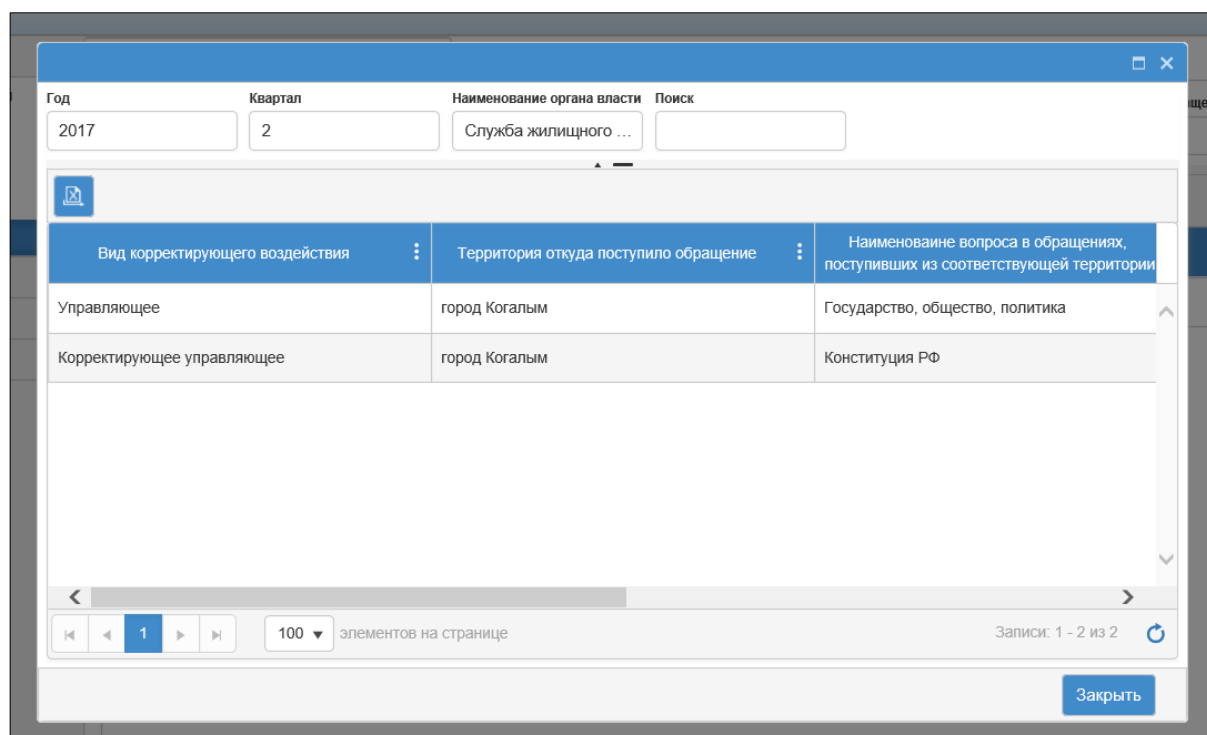 Год
Квартал
Наименование органа власти
Поиск
2017
2
Служба жилищного ...
Вид корректирующего воздействия
Территория откуда поступило обращение
Наименоваине вопроса в обращениях,
поступивших из соответствующей территории
Управляющее
город Когалым
Государство, общество, политика
Корректирующее управляющее
город Когалым
Конституция РФ
1
100
элементов на странице
Записи: 1 - 2 из 2
Закрыть